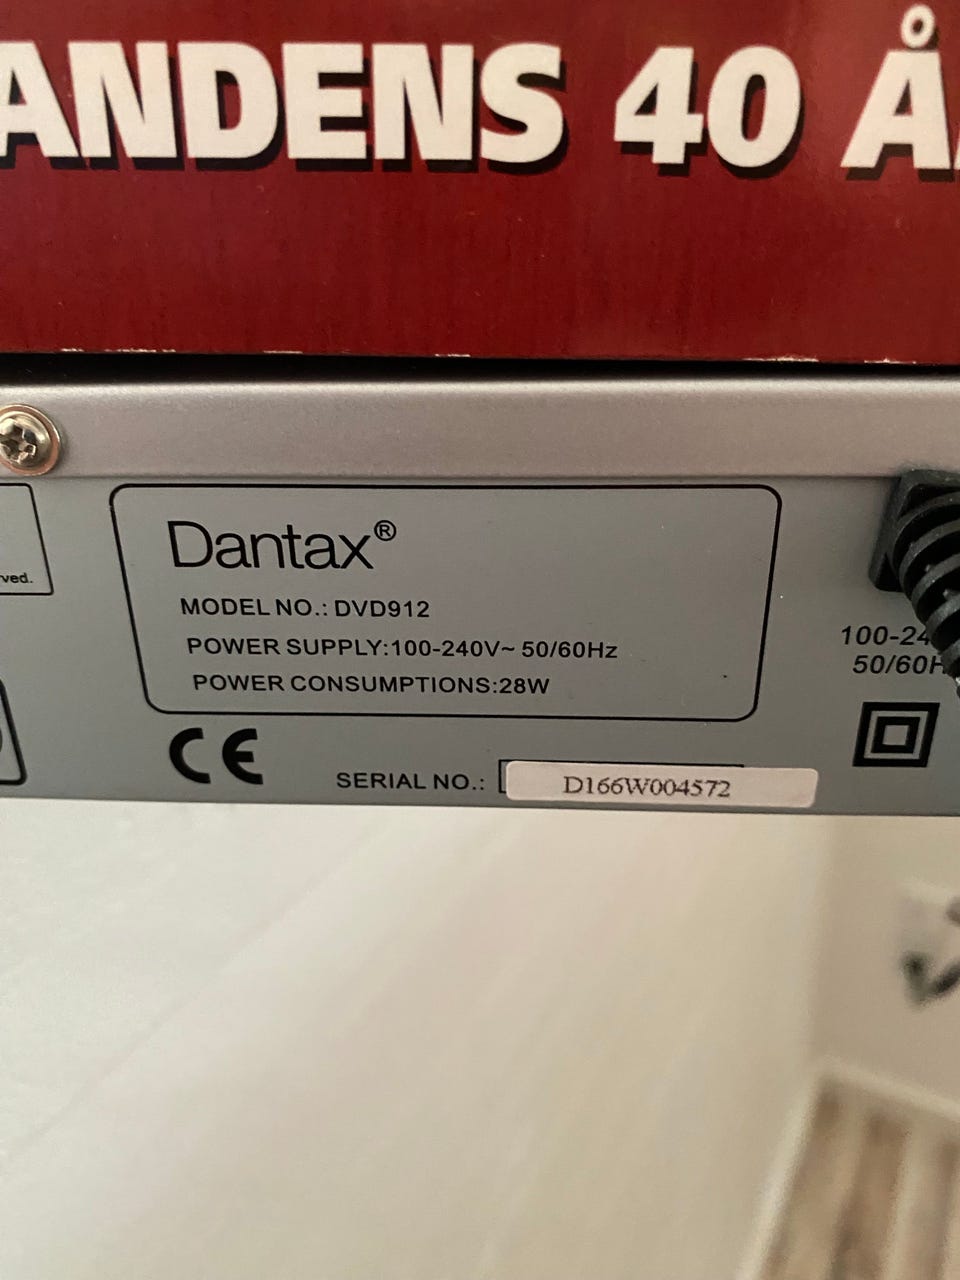 ANDENS 40 Å
ved.
Dantax®
MODEL NO.: DVD912
POWER SUPPLY:100-240V~ 50/60Hz
POWER CONSUMPTIONS:28W
100-24
50/60H
CE
SERIAL NO.: D166W004572